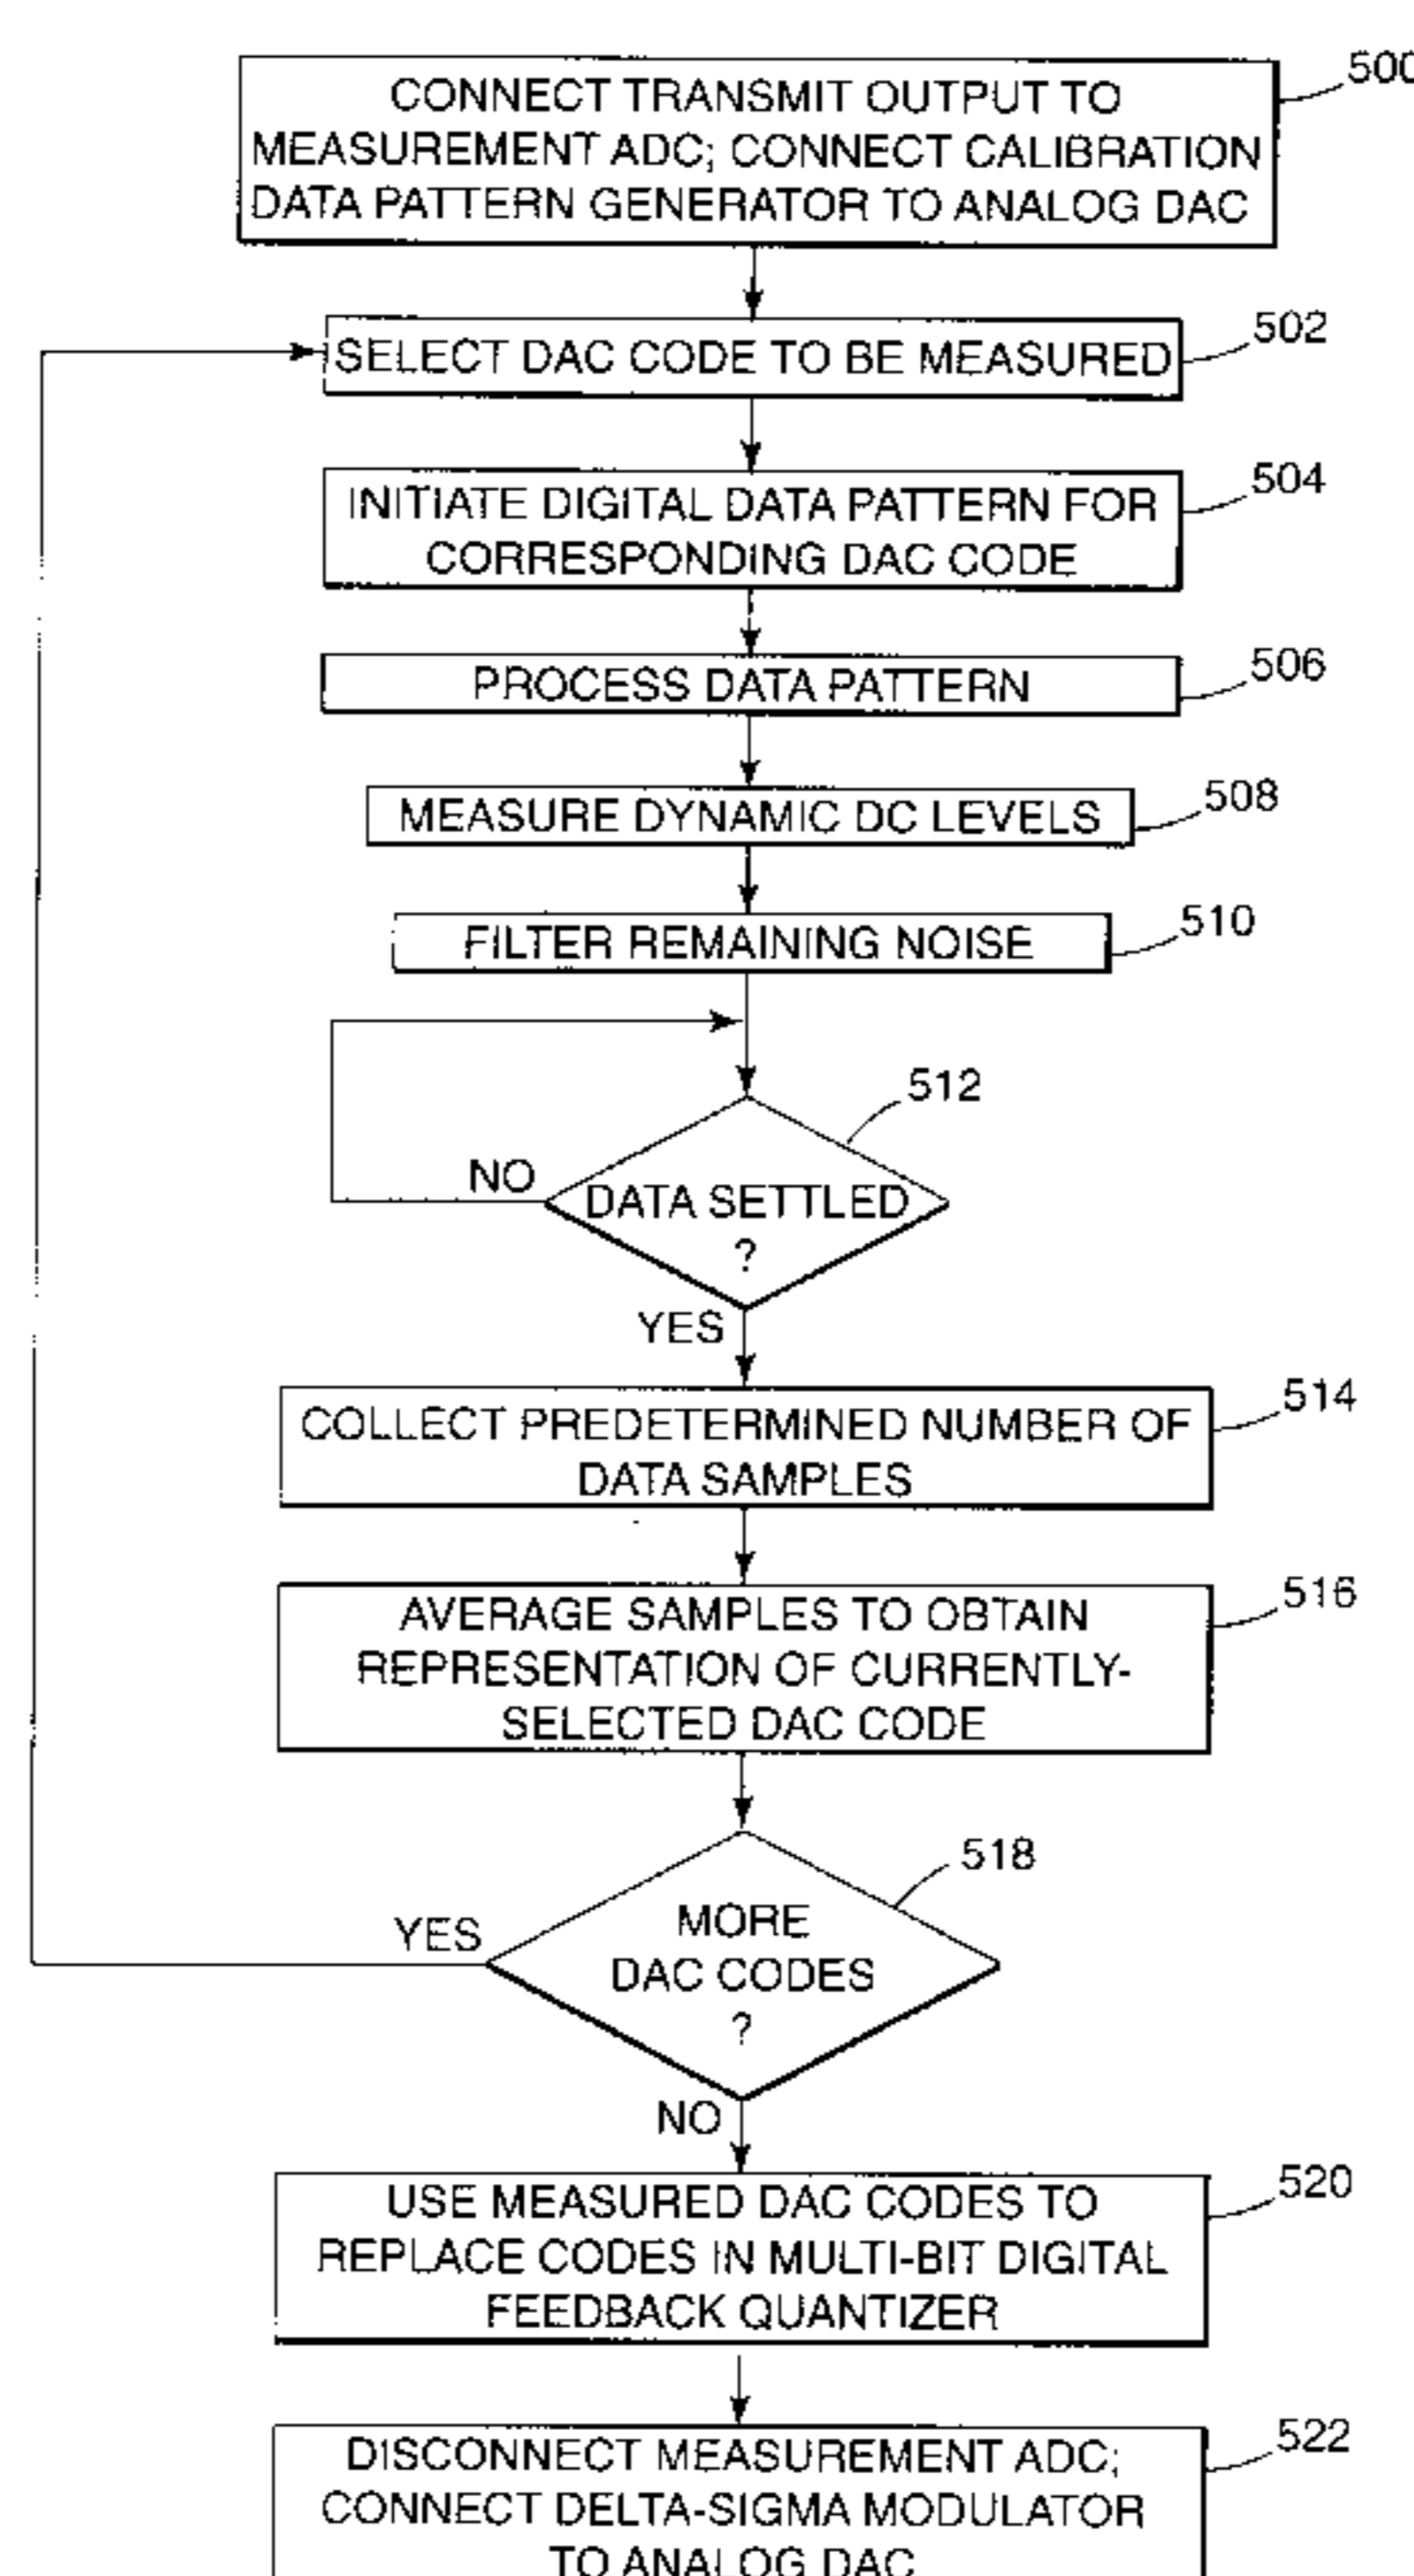 500
CONNECT TRANSMIT OUTPUT TO
MEASUREMENT ADC; CONNECT CALIBRATION
DATA PATTERN GENERATOR TO ANALOG DAC
502
SELECT DAC CODE TO BE MEASURED
504
INITIATE DIGITAL DATA PATTERN FOR
CORRESPONDING DAC CODE
506
PROCESS DATA PATTERN
508
MEASURE DYNAMIC DC LEVELS
510
FILTER REMAINING NOISE
512
NO
DATA SETTLED
?
YES
514
COLLECT PREDETERMINED NUMBER OF
DATA SAMPLES
516
AVERAGE SAMPLES TO OBTAIN
REPRESENTATION OF CURRENTLY-
SELECTED DAC CODE
518
YES
MORE
DAC CODES
?
NO
520
USE MEASURED DAC CODES TO
REPLACE CODES IN MULTI-BIT DIGITAL
FEEDBACK QUANTIZER
522
DISCONNECT MEASUREMENT ADC;
CONNECT DELTA-SIGMA MODULATOR
TO ANALOG DAC